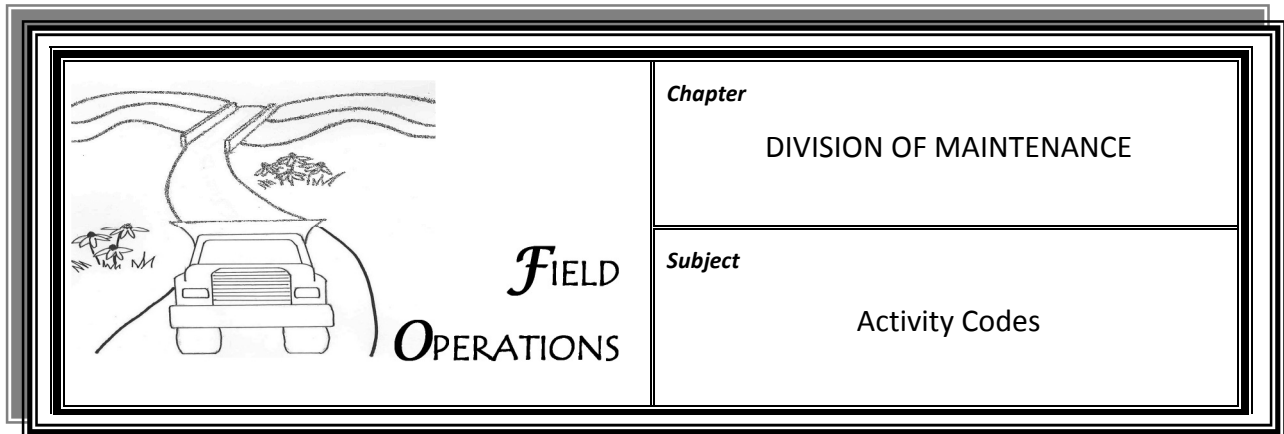 FIELD
OPERATIONS
Chapter
DIVISION OF MAINTENANCE
Subject
Activity Codes